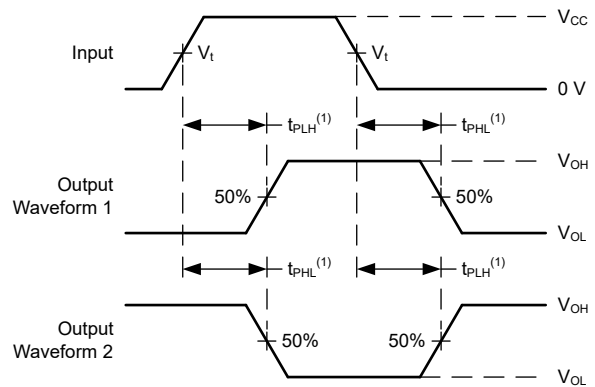 V_CC
Input
V_t
V_t
0 V
t_PLH^(1)
t_PHL^(1)
V_OH
Output
Waveform 1
50%
50%
V_OL
t_PHL^(1)
t_PLH^(1)
V_OH
Output
Waveform 2
50%
50%
V_OL